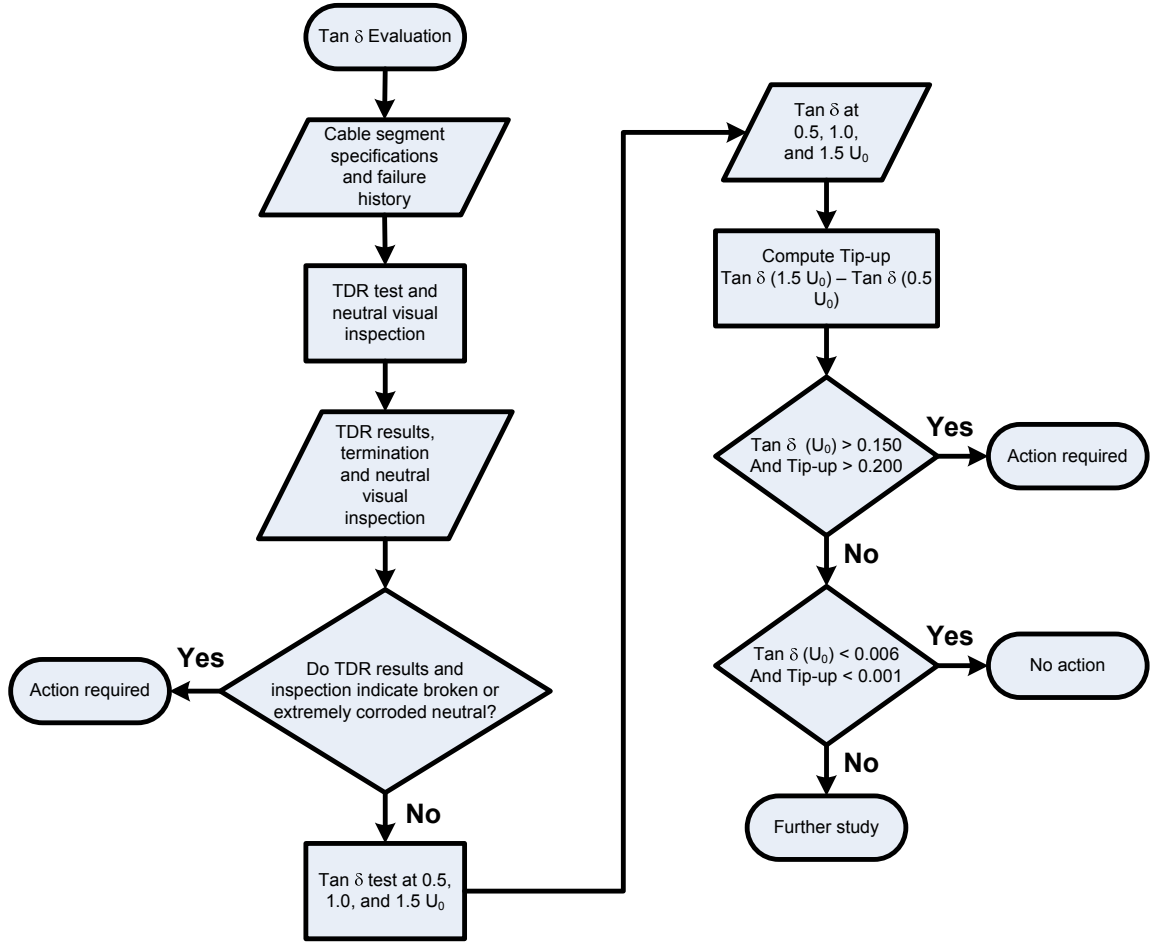 Tan δ Evaluation
Cable segment
specifications
and failure
history
TDR test and
neutral visual
inspection
TDR results,
termination
and neutral
visual
inspection
Do TDR results and
inspection indicate broken or
extremely corroded neutral?
Yes
Action required
No
Tan δ test at 0.5,
1.0, and 1.5 U₀
Tan δ at
0.5, 1.0,
and 1.5 U₀
Compute Tip-up
Tan δ (1.5 U₀) – Tan δ (0.5
U₀)
Tan δ (U₀) > 0.150
And Tip-up > 0.200
Yes
Action required
No
Tan δ (U₀) < 0.006
And Tip-up < 0.001
Yes
No action
No
Further study